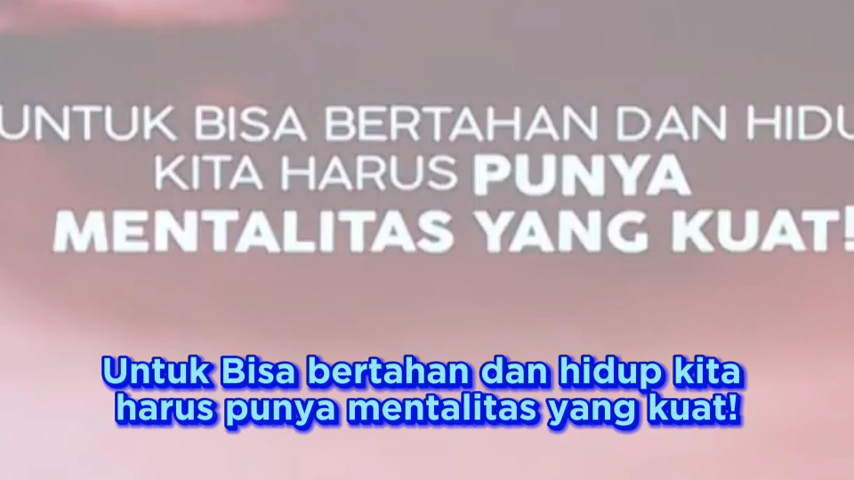 UNTUK BISA BERTAHAN DAN HIDU
KITA HARUS PUNYA
MENTALITAS YANG KUAT!
Untuk Bisa bertahan dan hidup kita
harus punya mentalitas yang kuat!